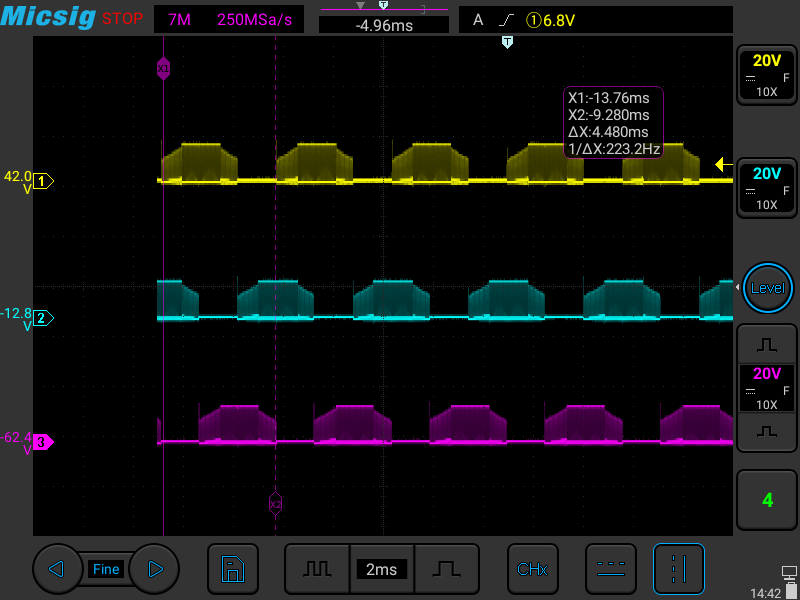 Micsig STOP 7M 250MSa/s -4.96ms A ①6.8V
T
T
X1
X1:-13.76ms
X2:-9.280ms
ΔX:4.480ms
1/ΔX:223.2Hz
20V
F
10X
42.0
V
1
20V
F
10X
Level
-12.8
V
2
20V
F
10X
-62.4
V
3
X2
4
Fine
2ms
CHx
14:42